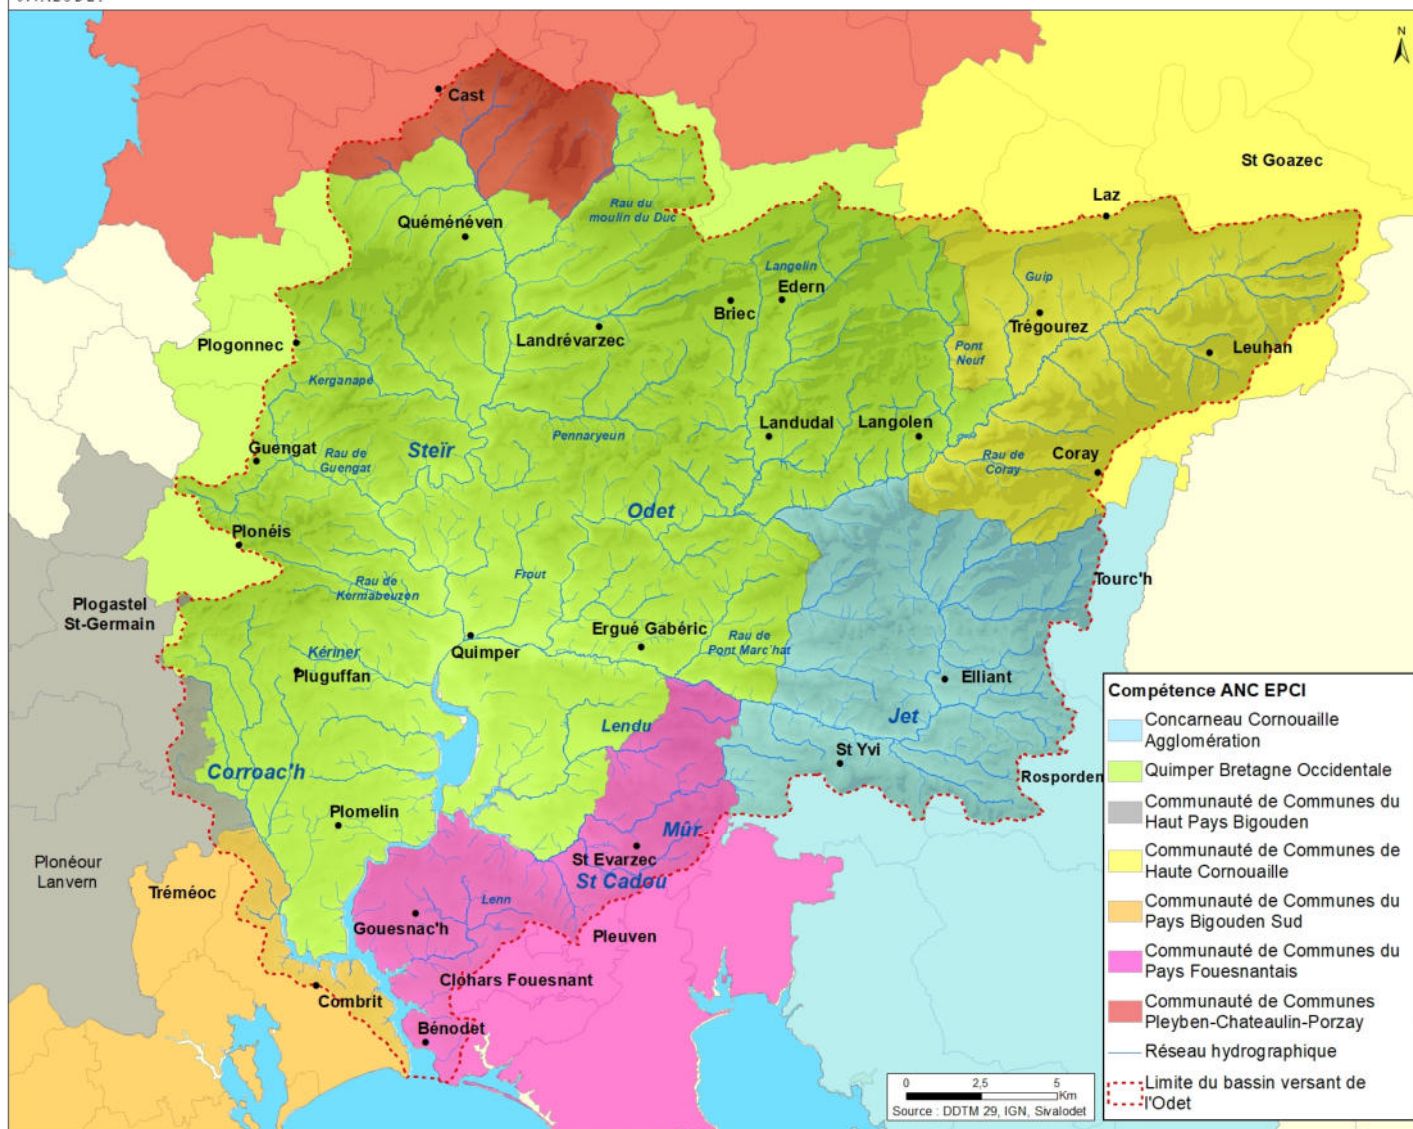 N
Cast
St Goazec
Laz
Rau du
moulin du Duc
Quéménéven
Langelin
Edern
Guip
Briec
Trégourez
Landrévarzec
Plogonnec
Pont
Neuf
Leuhan
Kerganapé
Landudal
Langolen
Pennaryeun
Guengat
Rau de
Guengat
Steïr
Rau de
Coray
Coray
Odet
Plonéis
Frout
Rau de
Kermabeuzen
Tourc'h
Plogastel
St-Germain
Ergué Gabéric
Rau de
Pont Marc'hat
Quimper
Kériner
Pluguffan
Elliant
Lendu
Jet
St Yvi
Corroac'h
Rosporden
Plomelin
Mûr
St Evarzec
Plonéour
Lanvern
Tréméoc
St Cadou
Lenn
Gouesnac'h
Pleuven
Clohars Fouesnant
Combrit
Bénodet
Compétence ANC EPCI
Concarneau Cornouaille
Agglomération
Quimper Bretagne Occidentale
Communauté de Communes du
Haut Pays Bigouden
Communauté de Communes de
Haute Cornouaille
Communauté de Communes du
Pays Bigouden Sud
Communauté de Communes du
Pays Fouesnantais
Communauté de Communes
Pleyben-Chateaulin-Porzay
Réseau hydrographique
Limite du bassin versant de
l'Odet
0 2,5 5
Km
Source : DDTM 29, IGN, Sivalodet